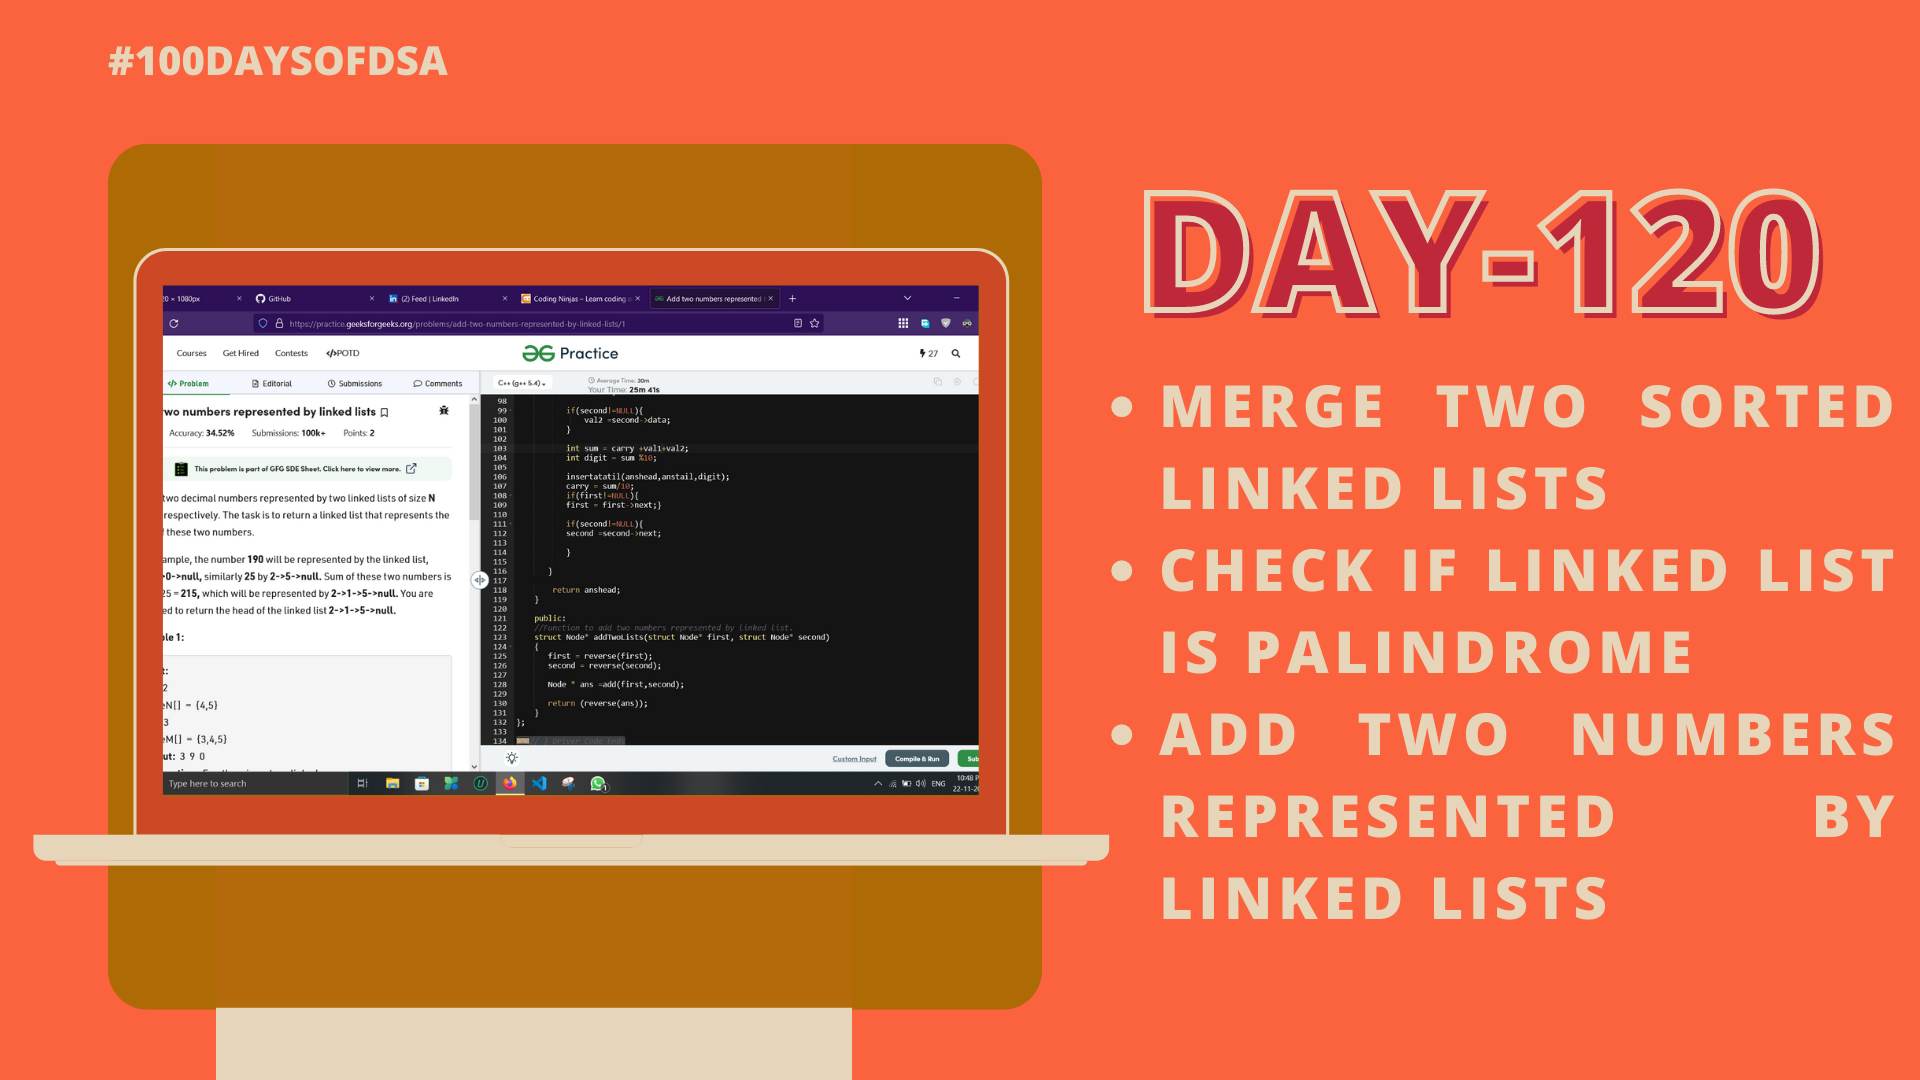 #100DAYSOFDSA
DAY-120
• MERGE TWO SORTED
LINKED LISTS
• CHECK IF LINKED LIST
IS PALINDROME
• ADD TWO NUMBERS
REPRESENTED BY
LINKED LISTS
20 × 1080px
GitHub
(2) Feed | LinkedIn
Coding Ninjas – Learn coding
Add two numbers represented
https://practice.geeksforgeeks.org/problems/add-two-numbers-represented-by-linked-lists/1
Courses Get Hired Contests </>POTD
Practice
27
</> Problem Editorial Submissions Comments
C++ (g++ 5.4)
Average Time: 30m
Your Time: 25m 41s
two numbers represented by linked lists
Accuracy: 34.52% Submissions: 100k+ Points: 2
This problem is part of GFG SDE Sheet. Click here to view more.
two decimal numbers represented by two linked lists of size N
respectively. The task is to return a linked list that represents the
f these two numbers.
ample, the number 190 will be represented by the linked list,
>0->null, similarly 25 by 2->5->null. Sum of these two numbers is
25 = 215, which will be represented by 2->1->5->null. You are
ed to return the head of the linked list 2->1->5->null.
ple 1:
t:
2
eN[] = {4,5}
3
eM[] = {3,4,5}
ut: 3 9 0
98
99 if(second!=NULL){
100 val2 =second->data;
101 }
102
103 int sum = carry +val1+val2;
104 int digit = sum %10;
105
106 insertatatil(anshead,anstail,digit);
107 carry = sum/10;
108 if(first!=NULL){
109 first = first->next;}
110
111 if(second!=NULL){
112 second =second->next;
113
114 }
115
116 }
117
118 return anshead;
119 }
120
121 public:
122 //Function to add two numbers represented by linked list.
123 struct Node* addTwoLists(struct Node* first, struct Node* second)
124 {
125 first = reverse(first);
126 second = reverse(second);
127
128 Node * ans =add(first,second);
129
130 return (reverse(ans));
131 }
132 };
133
134 // } Driver Code Ends
Custom Input Compile & Run Sub
Type here to search
ENG
10:48 P
22-11-20